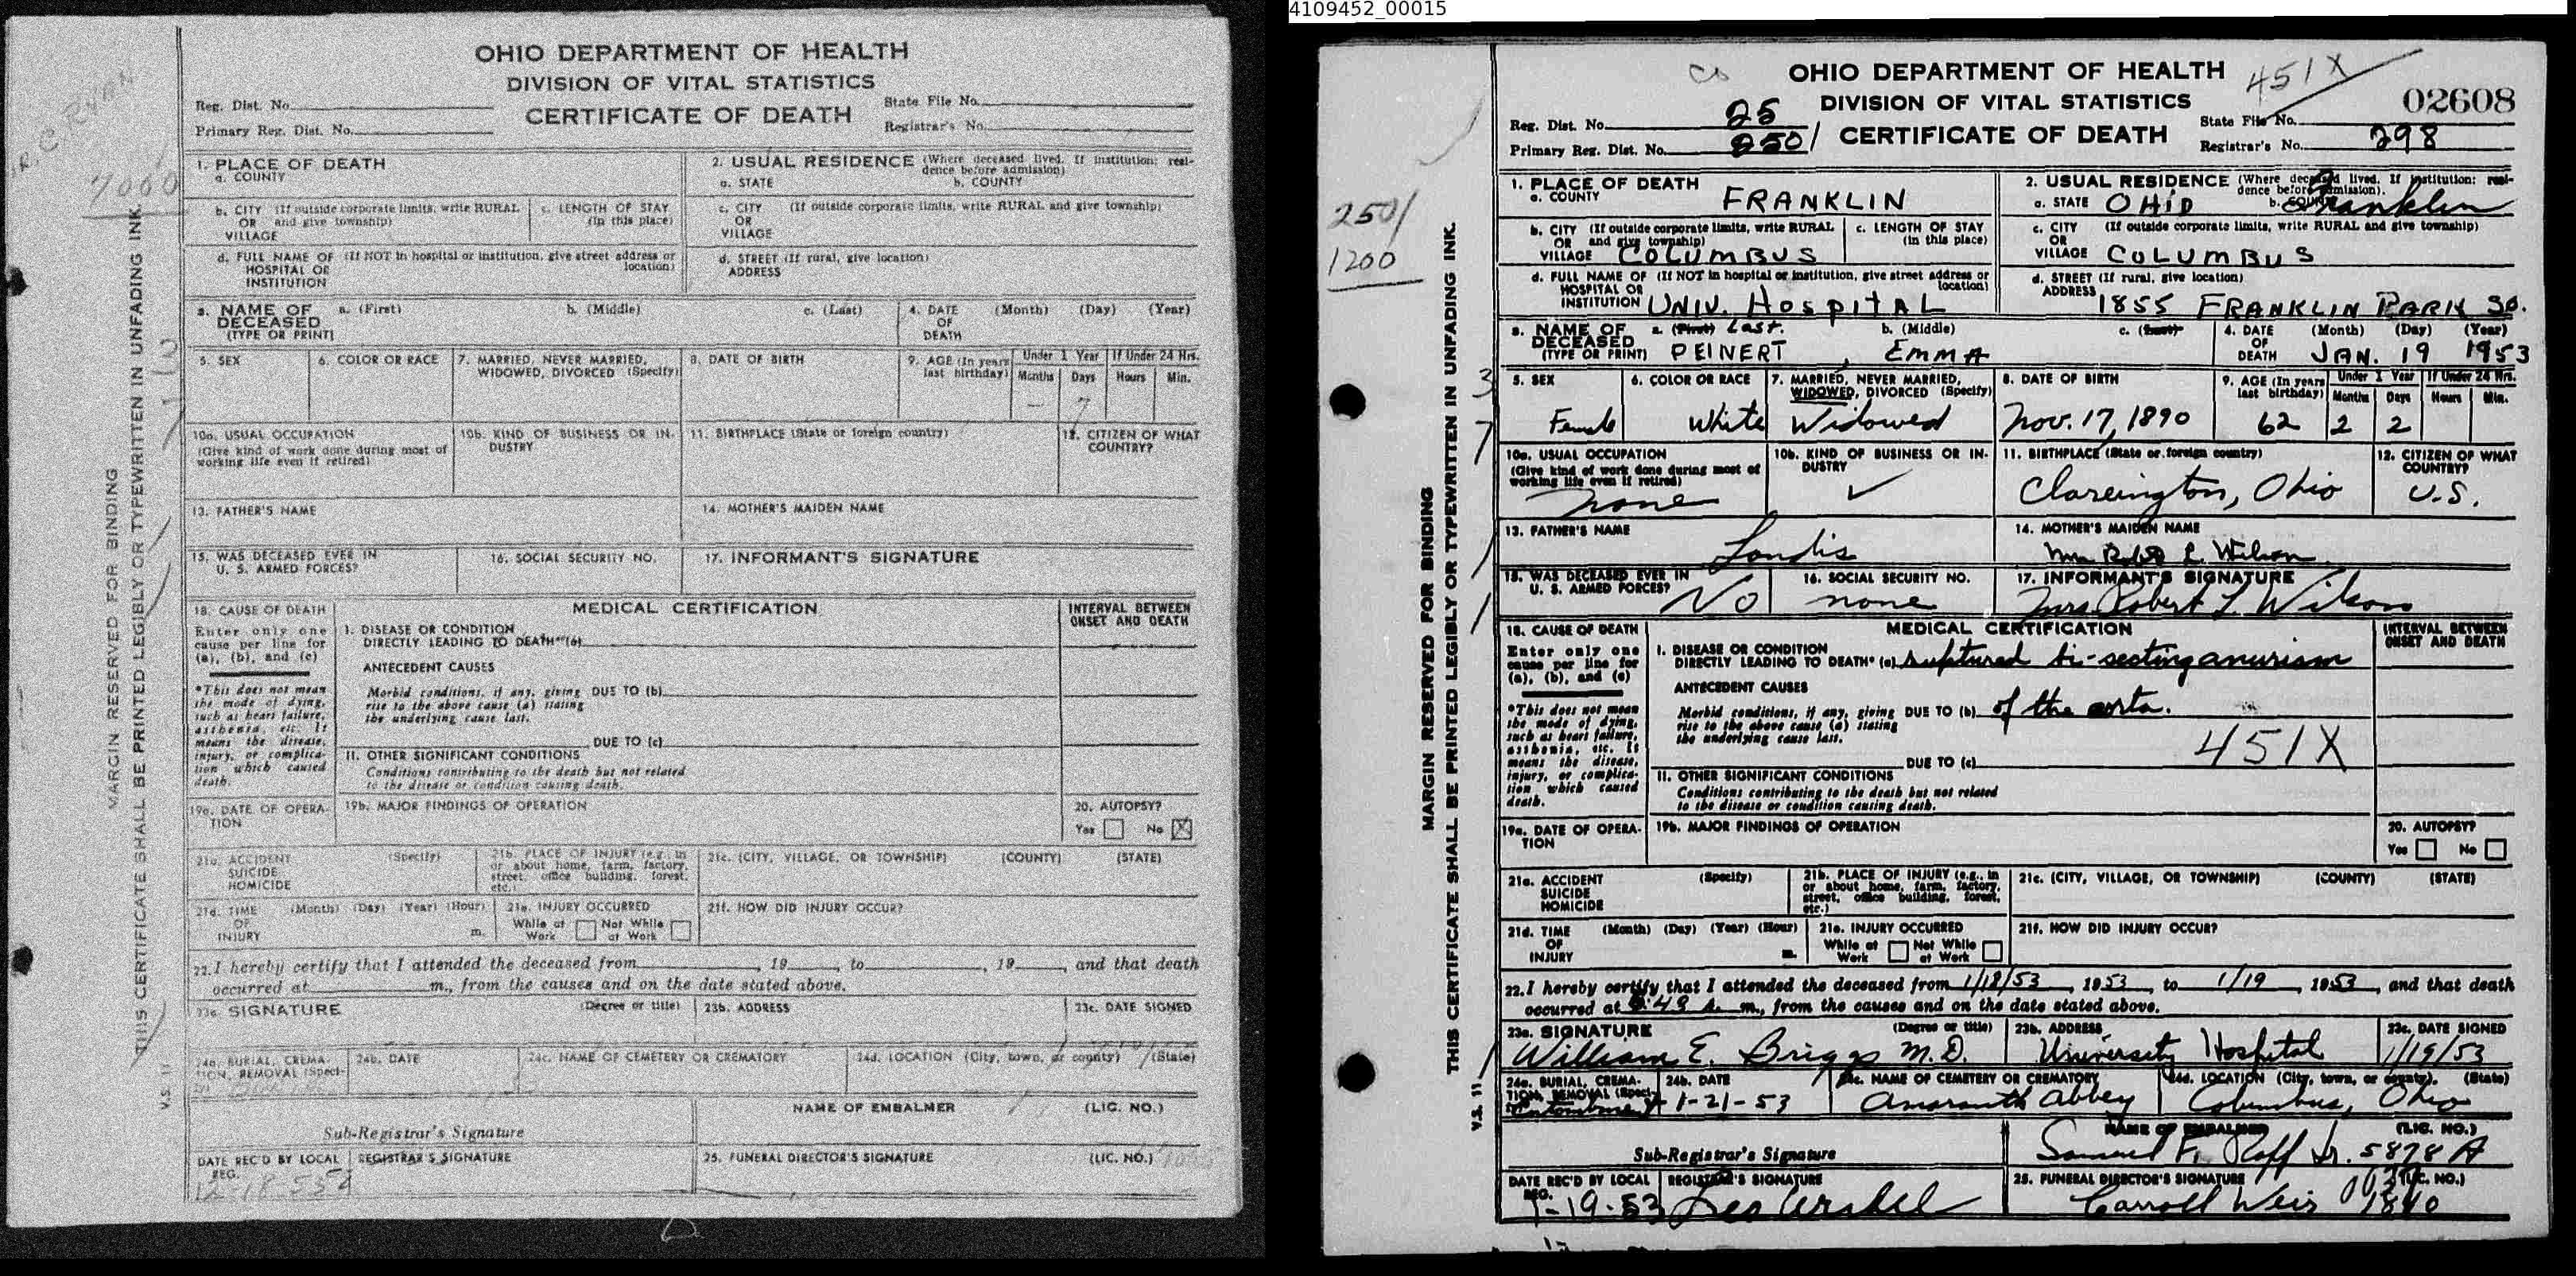 4109452_00015
R. C. RYAN
OHIO DEPARTMENT OF HEALTH
DIVISION OF VITAL STATISTICS
CERTIFICATE OF DEATH
Reg. Dist. No.
Primary Reg. Dist. No.
State File No.
Registrar's No.
7000
1. PLACE OF DEATH
a. COUNTY
2. USUAL RESIDENCE (Where deceased lived. If institution: resi-
dence before admission)
a. STATE b. COUNTY
b. CITY (If outside corporate limits, write RURAL
OR and give township)
VILLAGE
c. LENGTH OF STAY
(in this place)
c. CITY (If outside corporate limits, write RURAL and give township)
OR
VILLAGE
d. FULL NAME OF (If NOT in hospital or institution, give street address or
HOSPITAL OR location)
INSTITUTION
d. STREET (If rural, give location)
ADDRESS
3. NAME OF a. (First) b. (Middle) c. (Last)
DECEASED
(TYPE OR PRINT)
4. DATE (Month) (Day) (Year)
OF
DEATH
5. SEX
6. COLOR OR RACE
7. MARRIED, NEVER MARRIED,
WIDOWED, DIVORCED (Specify)
8. DATE OF BIRTH
9. AGE (In years
last birthday)
Under 1 Year
Months Days
If Under 24 Hrs.
Hours Min.
7
10a. USUAL OCCUPATION
(Give kind of work done during most of
working life even if retired)
10b. KIND OF BUSINESS OR IN-
DUSTRY
11. BIRTHPLACE (State or foreign country)
12. CITIZEN OF WHAT
COUNTRY?
13. FATHER'S NAME
14. MOTHER'S MAIDEN NAME
15. WAS DECEASED EVER IN
U. S. ARMED FORCES?
16. SOCIAL SECURITY NO.
17. INFORMANT'S SIGNATURE
18. CAUSE OF DEATH
Enter only one
cause per line for
(a), (b), and (c)
*This does not mean
the mode of dying,
such as heart failure,
asthenia, etc. It
means the disease,
injury, or complica-
tion which caused
death.
MEDICAL CERTIFICATION
INTERVAL BETWEEN
ONSET AND DEATH
I. DISEASE OR CONDITION
DIRECTLY LEADING TO DEATH* (a)
ANTECEDENT CAUSES
Morbid conditions, if any, giving DUE TO (b)
rise to the above cause (a) stating
the underlying cause last.
DUE TO (c)
II. OTHER SIGNIFICANT CONDITIONS
Conditions contributing to the death but not related
to the disease or condition causing death.
19a. DATE OF OPERA-
TION
19b. MAJOR FINDINGS OF OPERATION
20. AUTOPSY?
Yes No X
21a. ACCIDENT (Specify)
SUICIDE
HOMICIDE
21b. PLACE OF INJURY (e.g., in
or about home, farm, factory,
street, office building, forest,
etc.)
21c. (CITY, VILLAGE, OR TOWNSHIP) (COUNTY) (STATE)
21d. TIME (Month) (Day) (Year) (Hour)
OF
INJURY m.
21e. INJURY OCCURRED
While at Work Not While at Work
21f. HOW DID INJURY OCCUR?
22. I hereby certify that I attended the deceased from , 19 , to , 19 , and that death
occurred at m., from the causes and on the date stated above.
23a. SIGNATURE (Degree or title)
23b. ADDRESS
23c. DATE SIGNED
24a. BURIAL, CREMA-
TION, REMOVAL (Speci-
24b. DATE
24c. NAME OF CEMETERY OR CREMATORY
24d. LOCATION (City, town, or county) (State)
NAME OF EMBALMER (LIC. NO.)
Sub-Registrar's Signature
DATE REC'D BY LOCAL
REG.
REGISTRAR'S SIGNATURE
25. FUNERAL DIRECTOR'S SIGNATURE (LIC. NO.)
MARGIN RESERVED FOR BINDING
THIS CERTIFICATE SHALL BE PRINTED LEGIBLY OR TYPEWRITTEN IN UNFADING INK.
V.S. 11
OHIO DEPARTMENT OF HEALTH
DIVISION OF VITAL STATISTICS
CERTIFICATE OF DEATH
451X
02608
Reg. Dist. No. 25
Primary Reg. Dist. No. 2501
State File No.
Registrar's No. 298
2501
1200
1. PLACE OF DEATH
a. COUNTY FRANKLIN
2. USUAL RESIDENCE (Where deceased lived. If institution: resi-
dence before admission).
a. STATE OHIO b. COUNTY Franklin
b. CITY (If outside corporate limits, write RURAL
OR and give township)
VILLAGE COLUMBUS
c. LENGTH OF STAY
(in this place)
c. CITY (If outside corporate limits, write RURAL and give township)
OR
VILLAGE COLUMBUS
d. FULL NAME OF (If NOT in hospital or institution, give street address or
HOSPITAL OR location)
INSTITUTION UNIV. HOSPITAL
d. STREET (If rural, give location)
ADDRESS 1855 FRANKLIN PARK SO.
3. NAME OF a. (First) Last. b. (Middle) c. (Last)
DECEASED
(TYPE OR PRINT) PEINERT, EMMA
4. DATE (Month) (Day) (Year)
OF
DEATH JAN. 19 1953
5. SEX
Female
6. COLOR OR RACE
White
7. MARRIED, NEVER MARRIED,
WIDOWED, DIVORCED (Specify)
Widowed
8. DATE OF BIRTH
Nov. 17, 1890
9. AGE (In years
last birthday)
62
Under 1 Year
Months Days
2 2
If Under 24 Hrs.
Hours Min.
3
7
10a. USUAL OCCUPATION
(Give kind of work done during most of
working life even if retired)
none
10b. KIND OF BUSINESS OR IN-
DUSTRY
11. BIRTHPLACE (State or foreign country)
Clareington, Ohio
12. CITIZEN OF WHAT
COUNTRY?
U.S.
13. FATHER'S NAME
Landis
14. MOTHER'S MAIDEN NAME
Mrs Robt L. Wilson
15. WAS DECEASED EVER IN
U. S. ARMED FORCES?
No
16. SOCIAL SECURITY NO.
none
17. INFORMANT'S SIGNATURE
Mrs Robert L. Wilson
18. CAUSE OF DEATH
Enter only one
cause per line for
(a), (b), and (c)
*This does not mean
the mode of dying,
such as heart failure,
asthenia, etc. It
means the disease,
injury, or complica-
tion which caused
death.
MEDICAL CERTIFICATION
INTERVAL BETWEEN
ONSET AND DEATH
I. DISEASE OR CONDITION
DIRECTLY LEADING TO DEATH* (a) ruptured di-secting anurism
ANTECEDENT CAUSES
Morbid conditions, if any, giving DUE TO (b) of the aorta.
rise to the above cause (a) stating
the underlying cause last.
451X
DUE TO (c)
II. OTHER SIGNIFICANT CONDITIONS
Conditions contributing to the death but not related
to the disease or condition causing death.
19a. DATE OF OPERA-
TION
19b. MAJOR FINDINGS OF OPERATION
20. AUTOPSY?
Yes No
21a. ACCIDENT (Specify)
SUICIDE
HOMICIDE
21b. PLACE OF INJURY (e.g., in
or about home, farm, factory,
street, office building, forest,
etc.)
21c. (CITY, VILLAGE, OR TOWNSHIP) (COUNTY) (STATE)
21d. TIME (Month) (Day) (Year) (Hour)
OF
INJURY m.
21e. INJURY OCCURRED
While at Work Not While at Work
21f. HOW DID INJURY OCCUR?
22. I hereby certify that I attended the deceased from 1/18/53, 1953, to 1/19, 1953, and that death
occurred at :43 A. m., from the causes and on the date stated above.
23a. SIGNATURE (Degree or title)
William E. Briggs M.D.
23b. ADDRESS
University Hospital
23c. DATE SIGNED
1/19/53
24a. BURIAL, CREMA-
TION, REMOVAL (Speci-
Entombment
24b. DATE
1-21-53
24c. NAME OF CEMETERY OR CREMATORY
Amaranth Abbey
24d. LOCATION (City, town, or county). (State)
Columbus, Ohio
NAME OF EMBALMER (LIC. NO.)
Samuel F. Roff Jr. 5878 A
Sub-Registrar's Signature
DATE REC'D BY LOCAL
REG.
1-19-53
REGISTRAR'S SIGNATURE
25. FUNERAL DIRECTOR'S SIGNATURE (LIC. NO.)
Carroll Weir 1840
MARGIN RESERVED FOR BINDING
THIS CERTIFICATE SHALL BE PRINTED LEGIBLY OR TYPEWRITTEN IN UNFADING INK.
V.S. 11